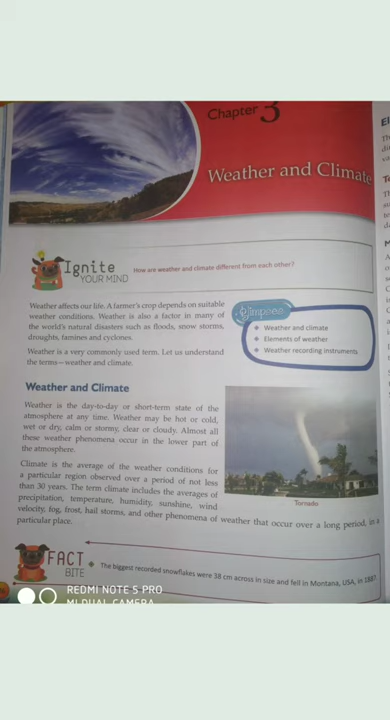 Chapter 3
Weather and Climate
Ignite
YOUR MIND
How are weather and climate different from each other?
Weather affects our life. A farmer's crop depends on suitable
weather conditions. Weather is also a factor in many of
the world's natural disasters such as floods, snow storms,
droughts, famines and cyclones.
Weather is a very commonly used term. Let us understand
the terms—weather and climate.
Glimpses
Weather and climate
Elements of weather
Weather recording instruments
Weather and Climate
Weather is the day-to-day or short-term state of the
atmosphere at any time. Weather may be hot or cold,
wet or dry, calm or stormy, clear or cloudy. Almost all
these weather phenomena occur in the lower part of
the atmosphere.
Climate is the average of the weather conditions for
a particular region observed over a period of not less
than 30 years. The term climate includes the averages of
precipitation, temperature, humidity, sunshine, wind
velocity, fog, frost, hail storms, and other phenomena of weather that occur over a long period, in a
particular place.
Tornado
FACT
BITE
The biggest recorded snowflakes were 38 cm across in size and fell in Montana, USA, in 1887.
REDMI NOTE 5 PRO
MI DUAL CAMERA